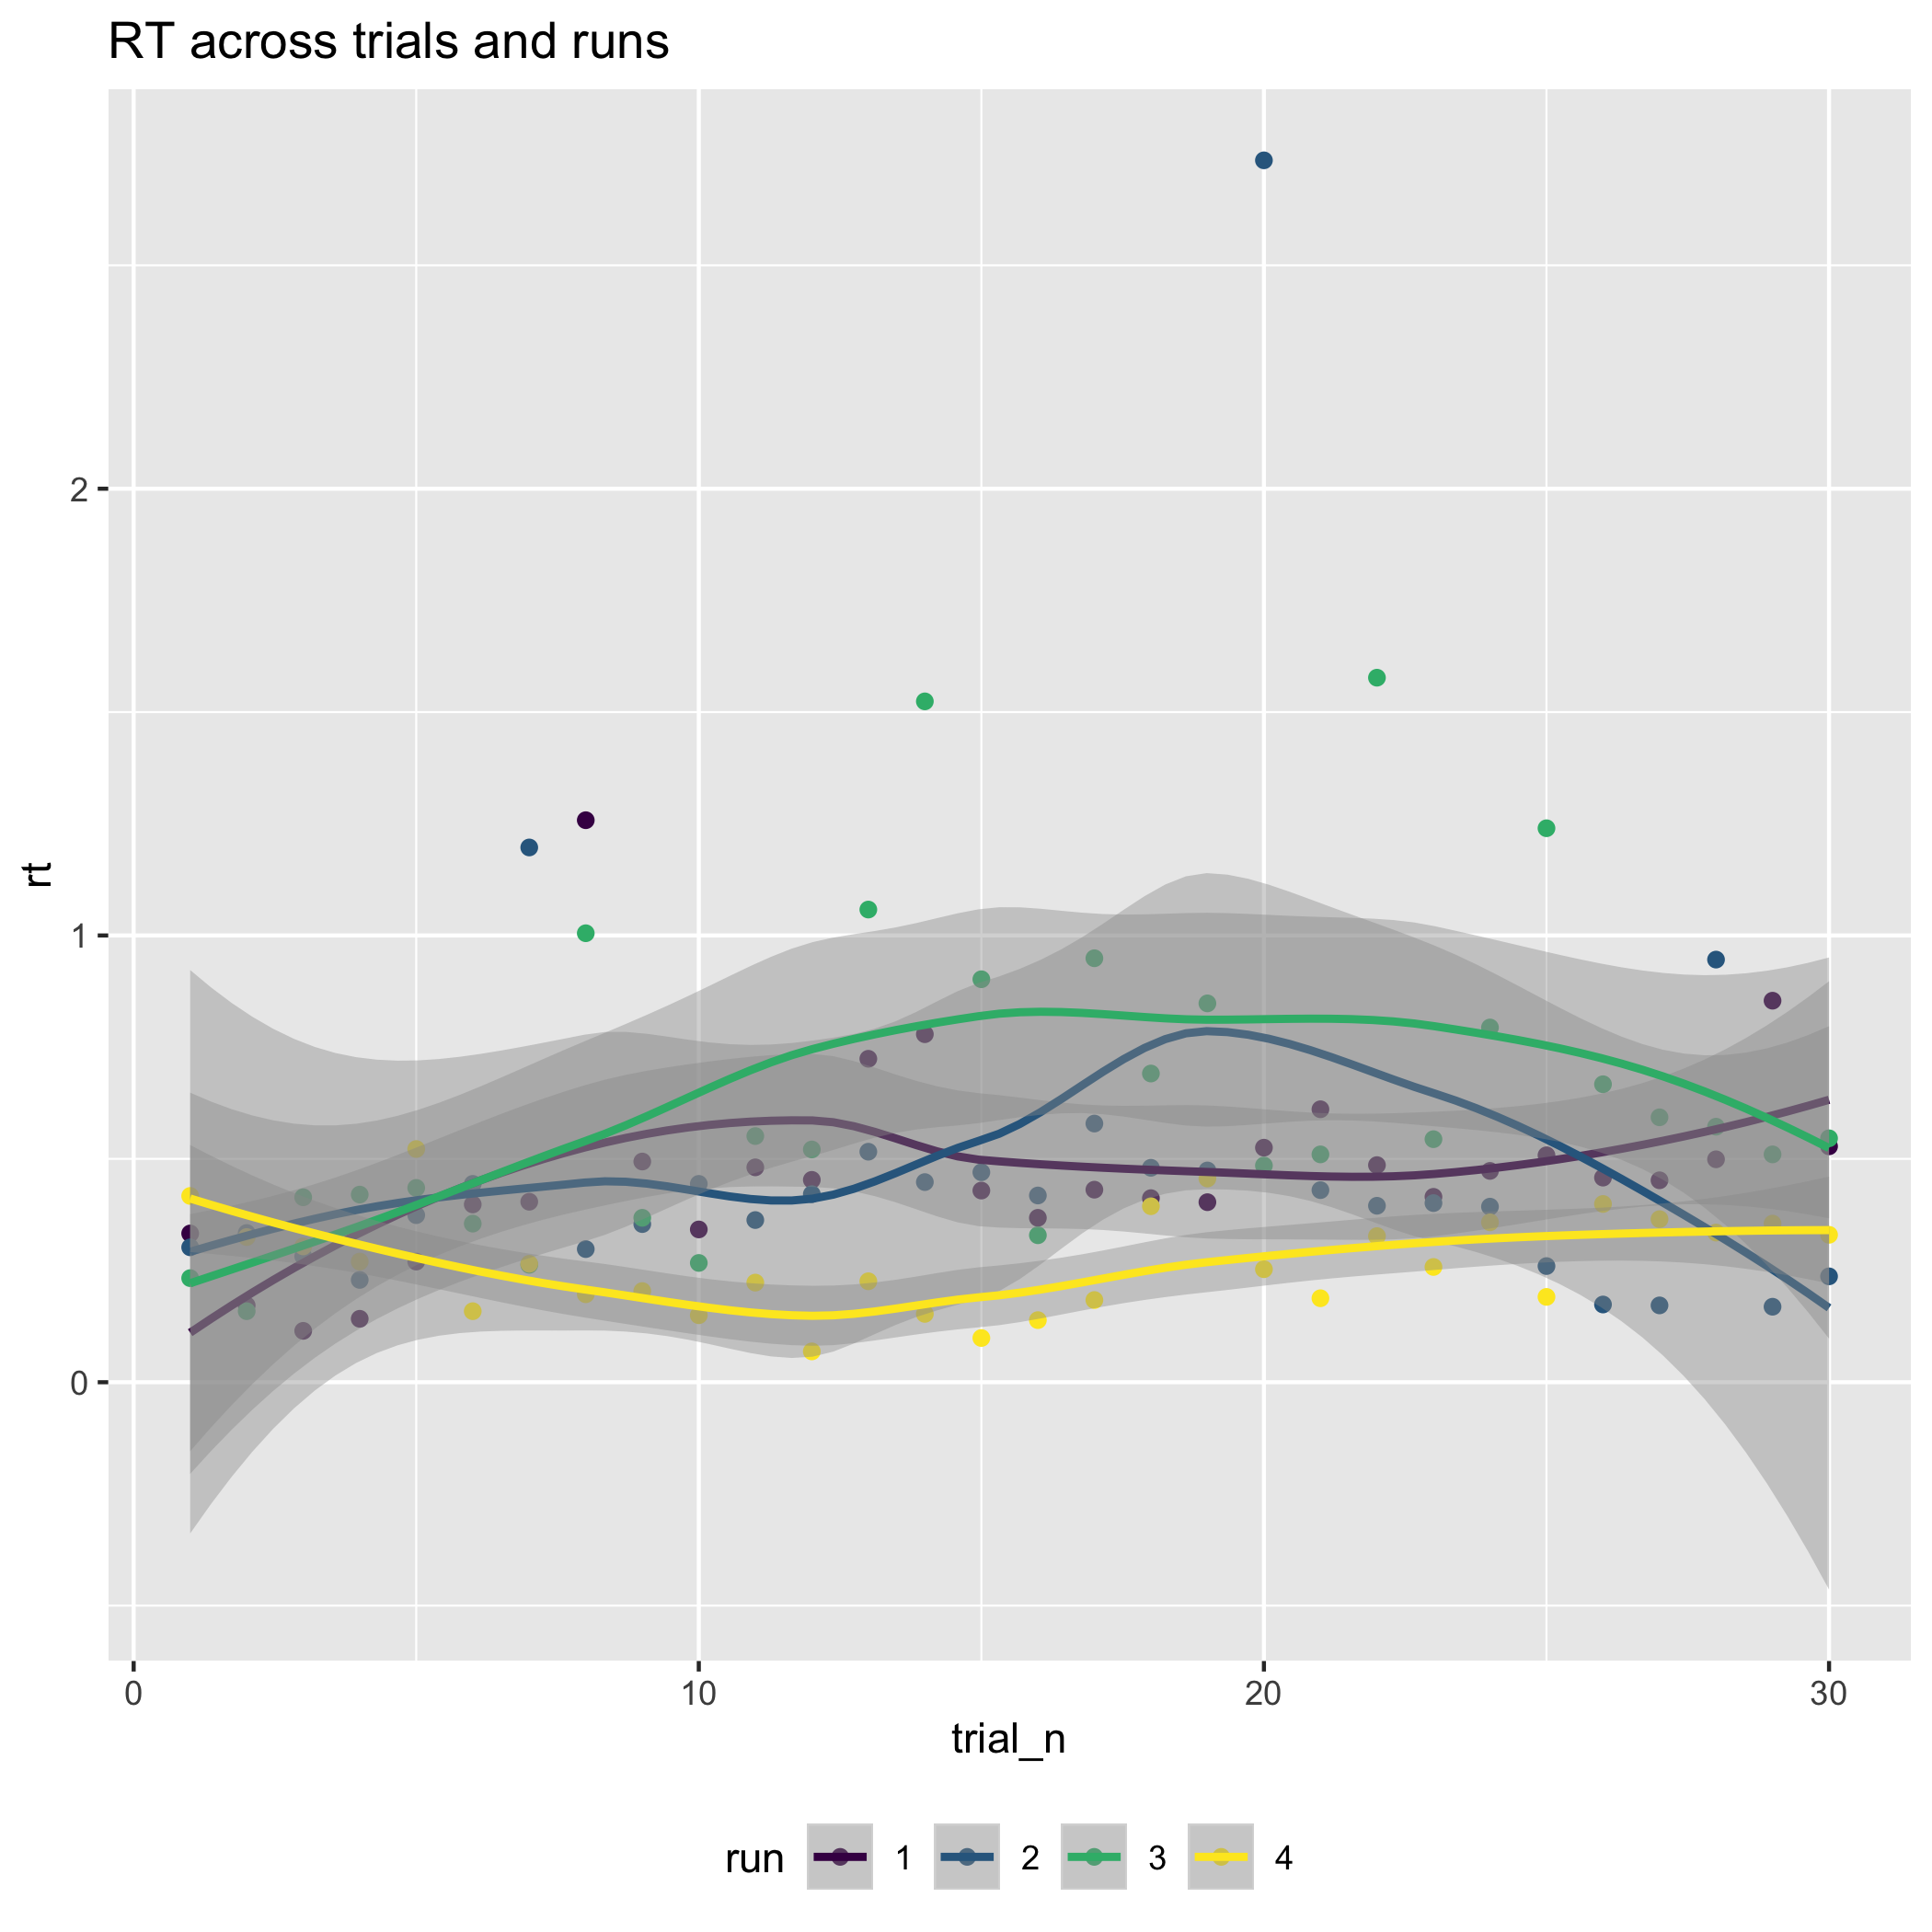 RT across trials and runs
rt
2
1
0
0 10 20 30
trial_n
run 1 2 3 4